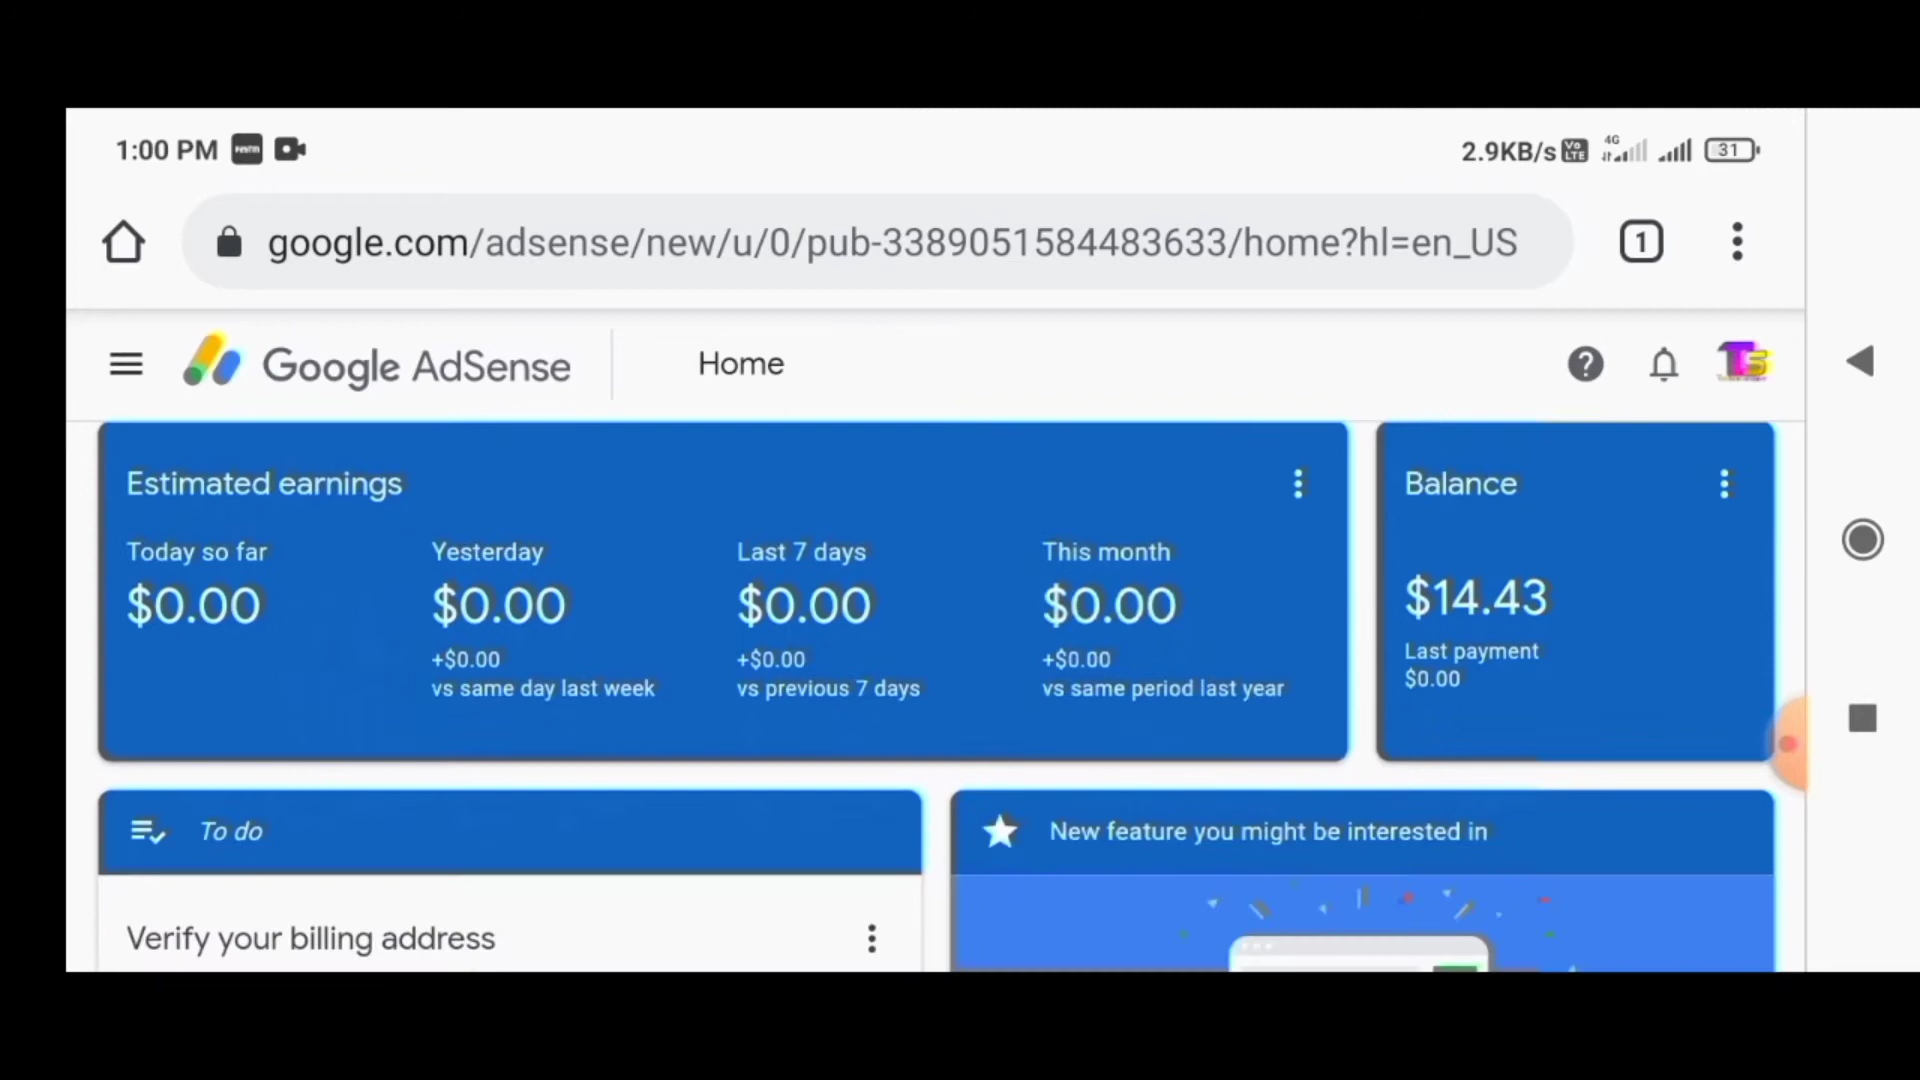 1:00 PM paytm 2.9KB/s Vo LTE 4G 31
google.com/adsense/new/u/0/pub-3389051584483633/home?hl=en_US 1
Google AdSense Home
Estimated earnings
Balance
Today so far Yesterday Last 7 days This month
$0.00 $0.00 $0.00 $0.00
$14.43
+$0.00 +$0.00 +$0.00
vs same day last week vs previous 7 days vs same period last year
Last payment
$0.00
To do
New feature you might be interested in
Verify your billing address